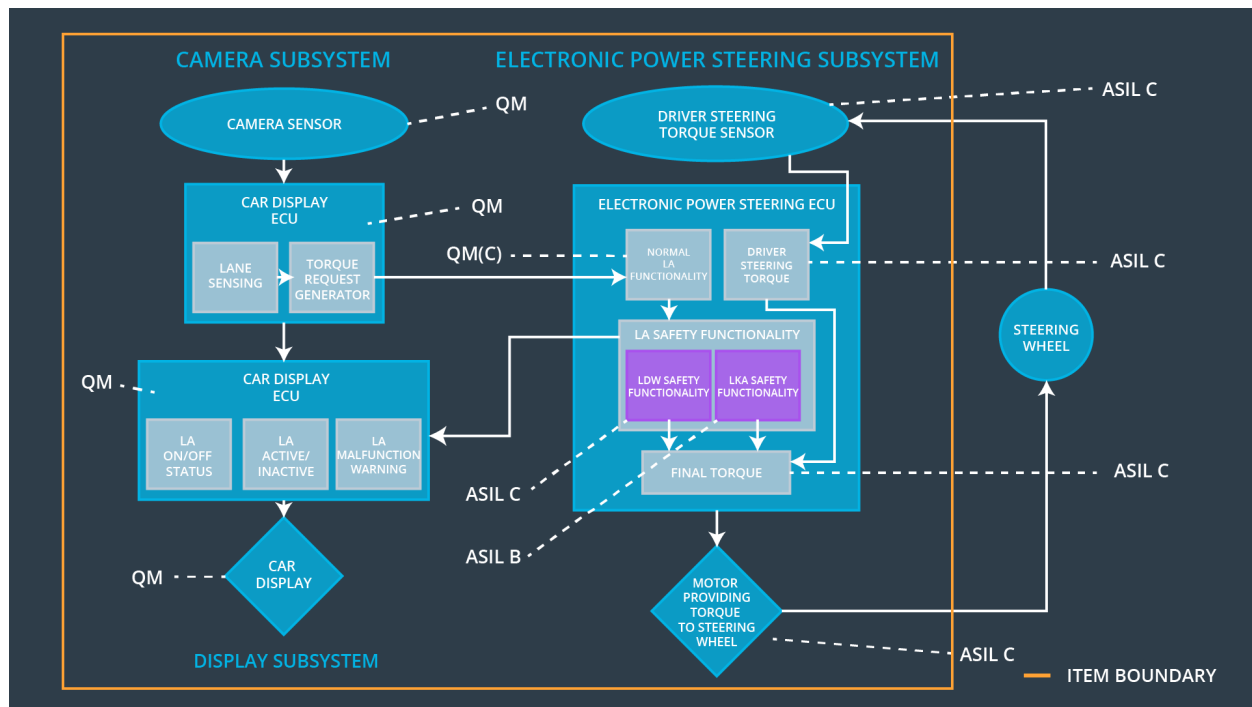 CAMERA SUBSYSTEM
ELECTRONIC POWER STEERING SUBSYSTEM
CAMERA SENSOR
QM
DRIVER STEERING
TORQUE SENSOR
ASIL C
CAR DISPLAY
ECU
QM
ELECTRONIC POWER STEERING ECU
LANE
SENSING
TORQUE
REQUEST
GENERATOR
QM(C)
NORMAL
LA
FUNCTIONALITY
DRIVER
STEERING
TORQUE
ASIL C
STEERING
WHEEL
LA SAFETY FUNCTIONALITY
LDW SAFETY
FUNCTIONALITY
LKA SAFETY
FUNCTIONALITY
QM
CAR DISPLAY
ECU
LA
ON/OFF
STATUS
LA
ACTIVE/
INACTIVE
LA
MALFUNCTION
WARNING
FINAL TORQUE
ASIL C
ASIL C
ASIL B
QM
CAR
DISPLAY
MOTOR
PROVIDING
TORQUE
TO STEERING
WHEEL
ASIL C
DISPLAY SUBSYSTEM
ITEM BOUNDARY